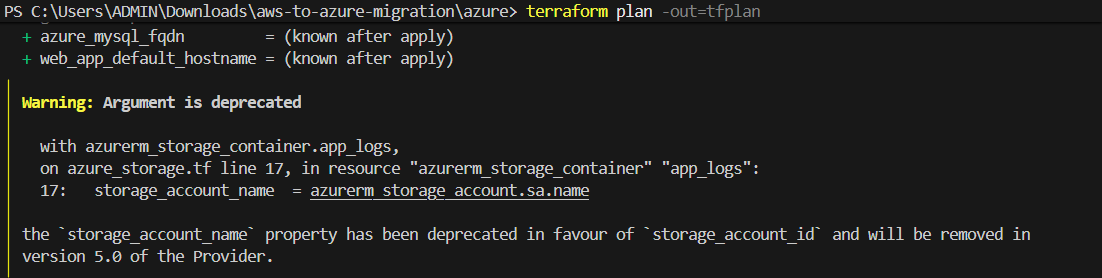 PS C:\Users\ADMIN\Downloads\aws-to-azure-migration\azure> terraform plan -out=tfplan
+ azure_mysql_fqdn         = (known after apply)
+ web_app_default_hostname = (known after apply)
Warning: Argument is deprecated
with azurerm_storage_container.app_logs,
on azure_storage.tf line 17, in resource "azurerm_storage_container" "app_logs":
17:   storage_account_name  = azurerm_storage_account.sa.name
the `storage_account_name` property has been deprecated in favour of `storage_account_id` and will be removed in
version 5.0 of the Provider.